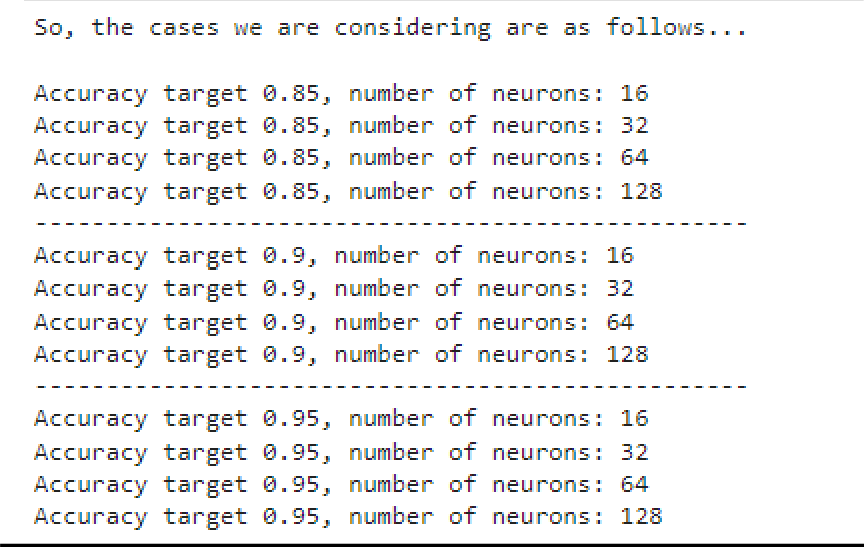 So, the cases we are considering are as follows...
Accuracy target 0.85, number of neurons: 16
Accuracy target 0.85, number of neurons: 32
Accuracy target 0.85, number of neurons: 64
Accuracy target 0.85, number of neurons: 128
--------------------------------------------------
Accuracy target 0.9, number of neurons: 16
Accuracy target 0.9, number of neurons: 32
Accuracy target 0.9, number of neurons: 64
Accuracy target 0.9, number of neurons: 128
--------------------------------------------------
Accuracy target 0.95, number of neurons: 16
Accuracy target 0.95, number of neurons: 32
Accuracy target 0.95, number of neurons: 64
Accuracy target 0.95, number of neurons: 128